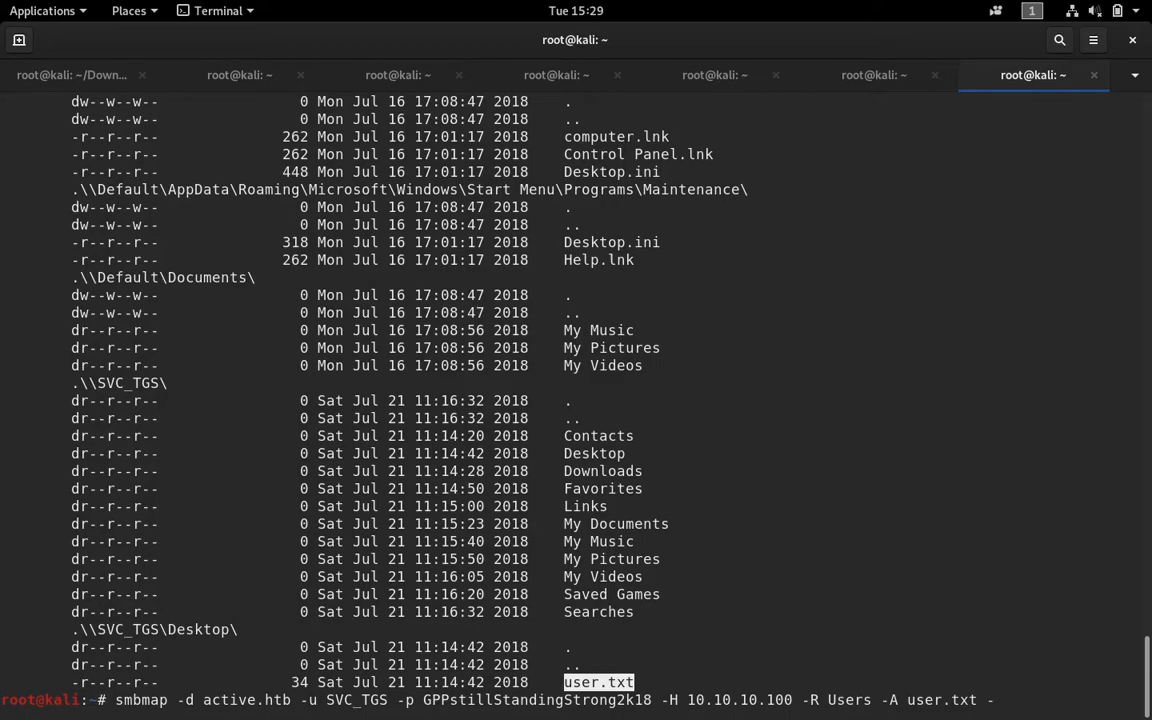 Applications Places Terminal Tue 15:29 1
root@kali: ~
root@kali: ~/Down... root@kali: ~ root@kali: ~ root@kali: ~ root@kali: ~ root@kali: ~ root@kali: ~
dw--w--w-- 0 Mon Jul 16 17:08:47 2018 .
dw--w--w-- 0 Mon Jul 16 17:08:47 2018 ..
-r--r--r-- 262 Mon Jul 16 17:01:17 2018 computer.lnk
-r--r--r-- 262 Mon Jul 16 17:01:17 2018 Control Panel.lnk
-r--r--r-- 448 Mon Jul 16 17:01:17 2018 Desktop.ini
.\\Default\AppData\Roaming\Microsoft\Windows\Start Menu\Programs\Maintenance\
dw--w--w-- 0 Mon Jul 16 17:08:47 2018 .
dw--w--w-- 0 Mon Jul 16 17:08:47 2018 ..
-r--r--r-- 318 Mon Jul 16 17:01:17 2018 Desktop.ini
-r--r--r-- 262 Mon Jul 16 17:01:17 2018 Help.lnk
.\\Default\Documents\
dw--w--w-- 0 Mon Jul 16 17:08:47 2018 .
dw--w--w-- 0 Mon Jul 16 17:08:47 2018 ..
dr--r--r-- 0 Mon Jul 16 17:08:56 2018 My Music
dr--r--r-- 0 Mon Jul 16 17:08:56 2018 My Pictures
dr--r--r-- 0 Mon Jul 16 17:08:56 2018 My Videos
.\\SVC_TGS\
dr--r--r-- 0 Sat Jul 21 11:16:32 2018 .
dr--r--r-- 0 Sat Jul 21 11:16:32 2018 ..
dr--r--r-- 0 Sat Jul 21 11:14:20 2018 Contacts
dr--r--r-- 0 Sat Jul 21 11:14:42 2018 Desktop
dr--r--r-- 0 Sat Jul 21 11:14:28 2018 Downloads
dr--r--r-- 0 Sat Jul 21 11:14:50 2018 Favorites
dr--r--r-- 0 Sat Jul 21 11:15:00 2018 Links
dr--r--r-- 0 Sat Jul 21 11:15:23 2018 My Documents
dr--r--r-- 0 Sat Jul 21 11:15:40 2018 My Music
dr--r--r-- 0 Sat Jul 21 11:15:50 2018 My Pictures
dr--r--r-- 0 Sat Jul 21 11:16:05 2018 My Videos
dr--r--r-- 0 Sat Jul 21 11:16:20 2018 Saved Games
dr--r--r-- 0 Sat Jul 21 11:16:32 2018 Searches
.\\SVC_TGS\Desktop\
dr--r--r-- 0 Sat Jul 21 11:14:42 2018 .
dr--r--r-- 0 Sat Jul 21 11:14:42 2018 ..
-r--r--r-- 34 Sat Jul 21 11:14:42 2018 user.txt
root@kali:~# smbmap -d active.htb -u SVC_TGS -p GPPstillStandingStrong2k18 -H 10.10.10.100 -R Users -A user.txt -